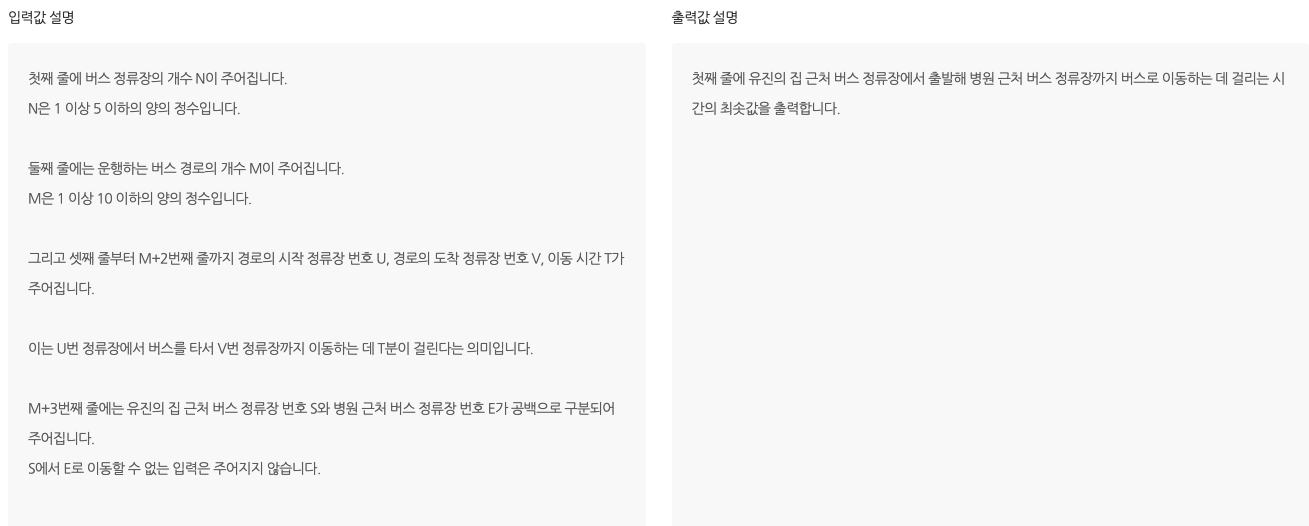 입력값 설명
첫째 줄에 버스 정류장의 개수 N이 주어집니다.
N은 1 이상 5 이하의 양의 정수입니다.
둘째 줄에는 운행하는 버스 경로의 개수 M이 주어집니다.
M은 1 이상 10 이하의 양의 정수입니다.
그리고 셋째 줄부터 M+2번째 줄까지 경로의 시작 정류장 번호 U, 경로의 도착 정류장 번호 V, 이동 시간 T가
주어집니다.
이는 U번 정류장에서 버스를 타서 V번 정류장까지 이동하는 데 T분이 걸린다는 의미입니다.
M+3번째 줄에는 유진의 집 근처 버스 정류장 번호 S와 병원 근처 버스 정류장 번호 E가 공백으로 구분되어
주어집니다.
S에서 E로 이동할 수 없는 입력은 주어지지 않습니다.
출력값 설명
첫째 줄에 유진의 집 근처 버스 정류장에서 출발해 병원 근처 버스 정류장까지 버스로 이동하는 데 걸리는 시
간의 최솟값을 출력합니다.